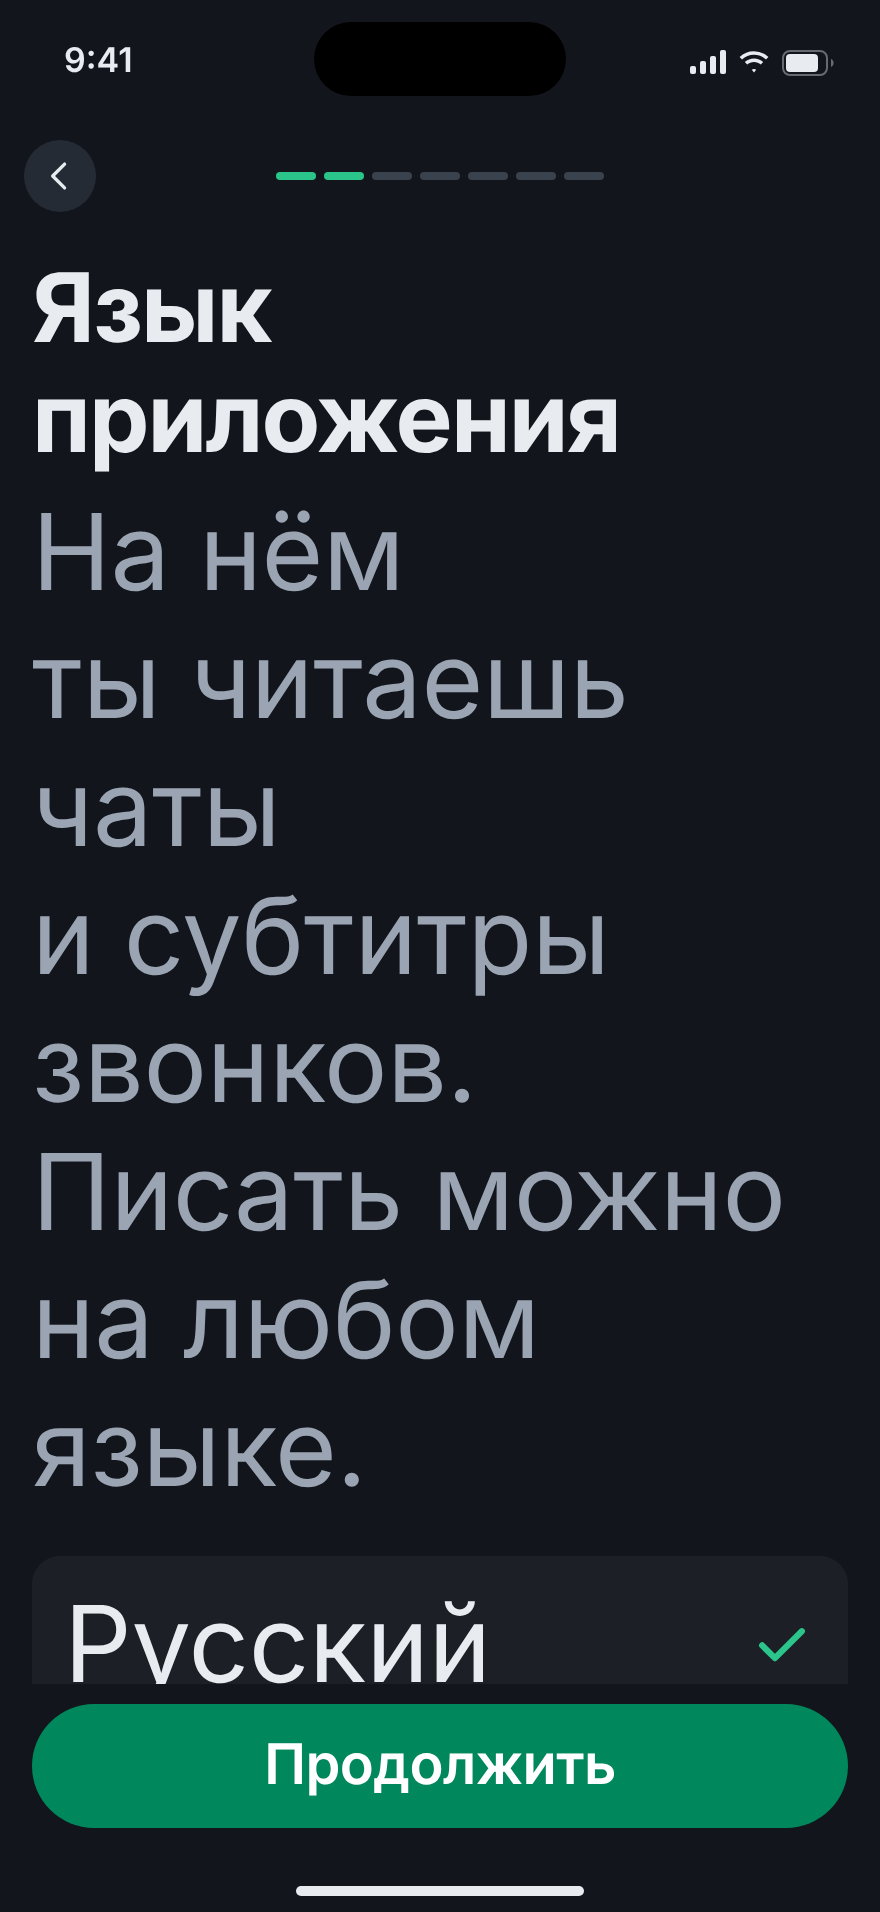 9:41
Язык
приложения
На нём
ты читаешь
чаты
и субтитры
звонков.
Писать можно
на любом
языке.
Русский
Продолжить